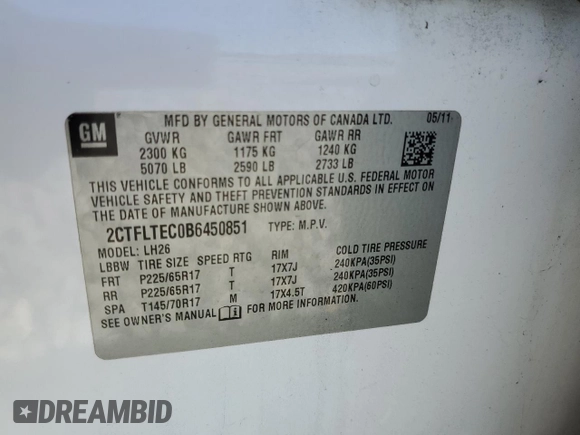 GM
MFD BY GENERAL MOTORS OF CANADA LTD. 05/11
GVWR GAWR FRT GAWR RR
2300 KG 1175 KG 1240 KG
5070 LB 2590 LB 2733 LB
THIS VEHICLE CONFORMS TO ALL APPLICABLE U.S. FEDERAL MOTOR
VEHICLE SAFETY AND THEFT PREVENTION STANDARDS IN EFFECT ON
THE DATE OF MANUFACTURE SHOWN ABOVE.
2CTFLTEC0B6450851 TYPE: M.P.V.
MODEL: LH26
LBBW TIRE SIZE SPEED RTG RIM COLD TIRE PRESSURE
FRT P225/65R17 T 17X7J 240KPA(35PSI)
RR P225/65R17 T 17X7J 240KPA(35PSI)
SPA T145/70R17 M 17X4.5T 420KPA(60PSI)
SEE OWNER'S MANUAL FOR MORE INFORMATION.
DREAMBID